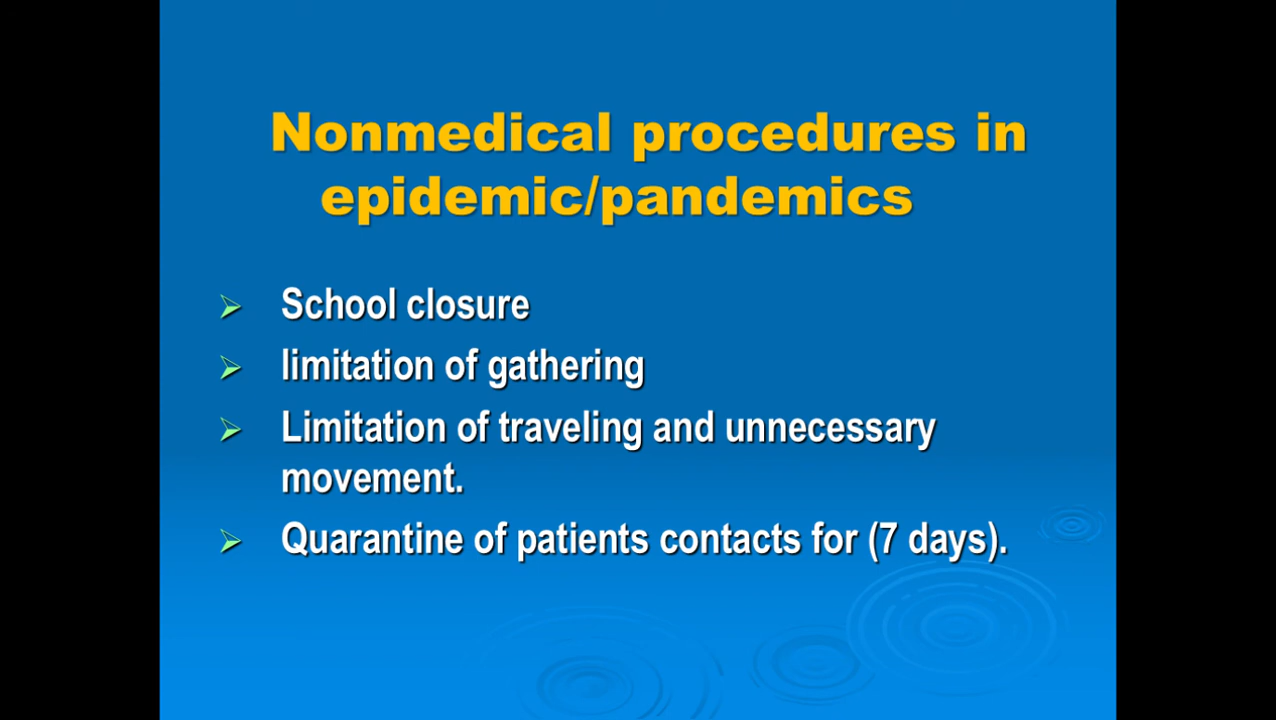 Nonmedical procedures in
epidemic/pandemics
School closure
limitation of gathering
Limitation of traveling and unnecessary
movement.
Quarantine of patients contacts for (7 days).